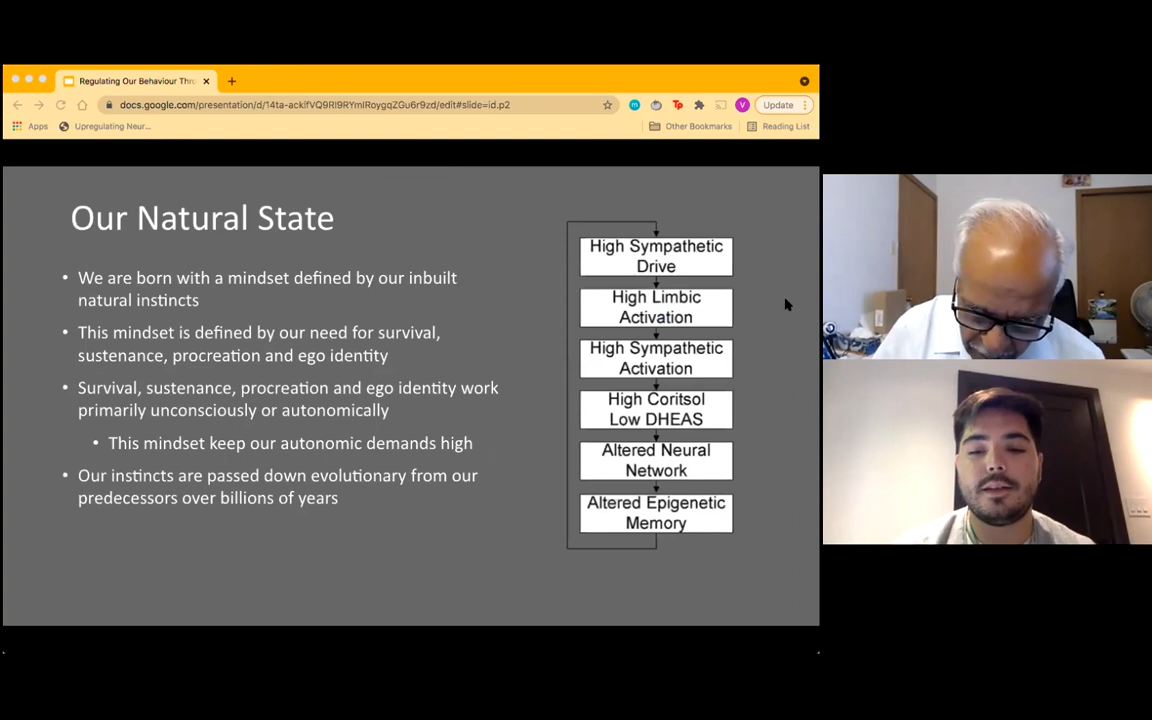 Regulating Our Behaviour Thr
docs.google.com/presentation/d/14ta-ackifVQ9Rl9RYmlRoygqZGu6r9zd/edit#slide=id.p2
Tp
V
Update
Apps
Upregulating Neur...
Other Bookmarks
Reading List
Our Natural State
• We are born with a mindset defined by our inbuilt
natural instincts
• This mindset is defined by our need for survival,
sustenance, procreation and ego identity
• Survival, sustenance, procreation and ego identity work
primarily unconsciously or autonomically
• This mindset keep our autonomic demands high
• Our instincts are passed down evolutionary from our
predecessors over billions of years
High Sympathetic
Drive
High Limbic
Activation
High Sympathetic
Activation
High Coritsol
Low DHEAS
Altered Neural
Network
Altered Epigenetic
Memory